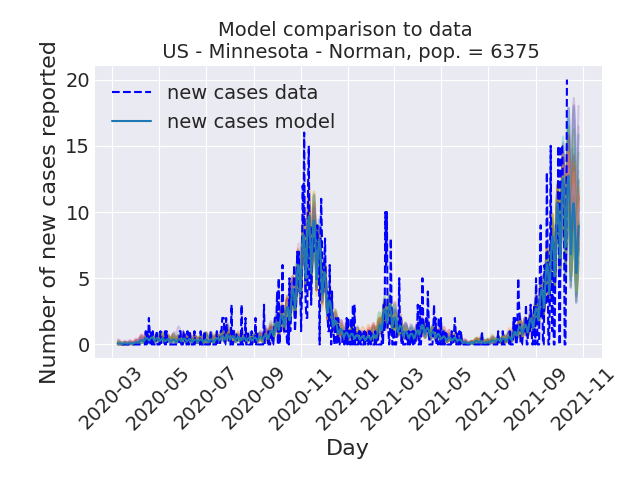 Model comparison to data
US - Minnesota - Norman, pop. = 6375
Number of new cases reported
20
15
10
5
0
new cases data
new cases model
2020-03
2020-05
2020-07
2020-09
2020-11
2021-01
2021-03
2021-05
2021-07
2021-09
2021-11
Day